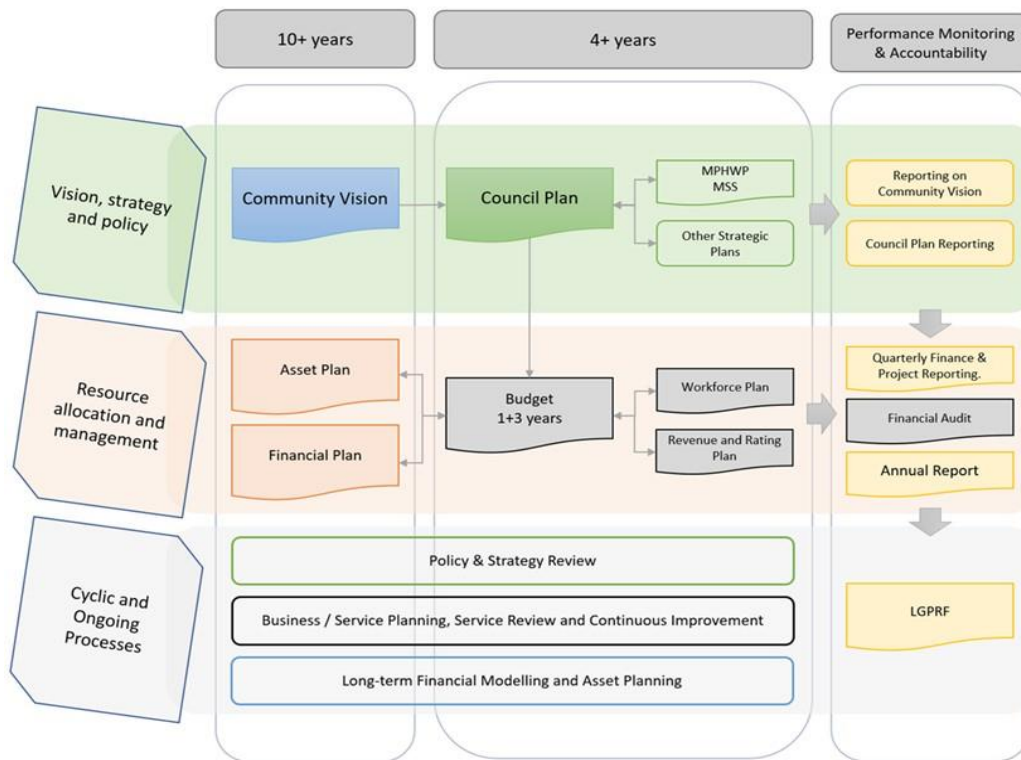 10+ years
4+ years
Performance Monitoring
& Accountability
Vision, strategy
and policy
Community Vision
Council Plan
MPHWP
MSS
Other Strategic
Plans
Reporting on
Community Vision
Council Plan Reporting
Resource
allocation and
management
Asset Plan
Financial Plan
Budget
1+3 years
Workforce Plan
Revenue and Rating
Plan
Quarterly Finance &
Project Reporting.
Financial Audit
Annual Report
Cyclic and
Ongoing
Processes
Policy & Strategy Review
Business / Service Planning, Service Review and Continuous Improvement
Long-term Financial Modelling and Asset Planning
LGPRF